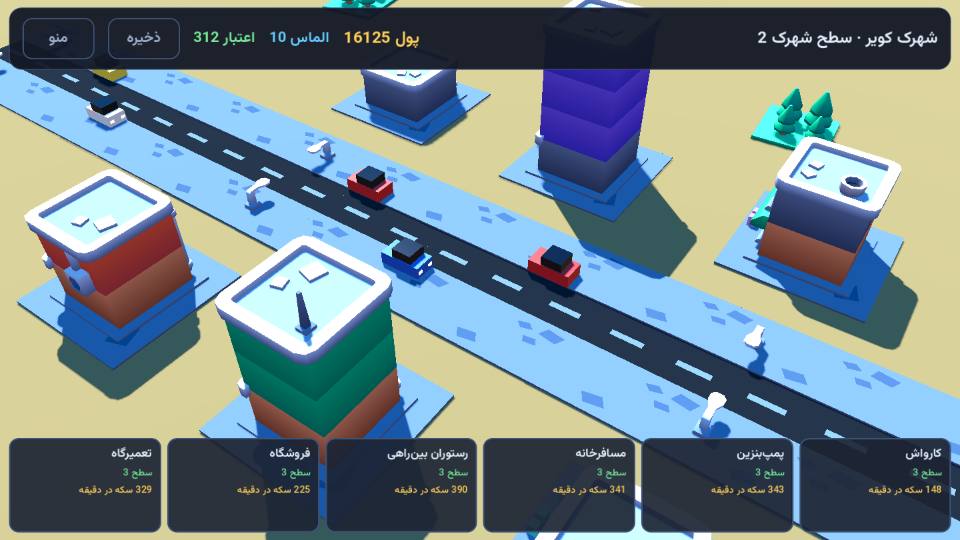 شهرک کویر · سطح شهرک 2
پول 16125
الماس 10
اعتبار 312
ذخیره
منو
کارواش
سطح 3
148 سکه در دقیقه
پمپ‌بنزین
سطح 3
343 سکه در دقیقه
مسافرخانه
سطح 3
341 سکه در دقیقه
رستوران بین‌راهی
سطح 3
390 سکه در دقیقه
فروشگاه
سطح 3
225 سکه در دقیقه
تعمیرگاه
سطح 3
329 سکه در دقیقه